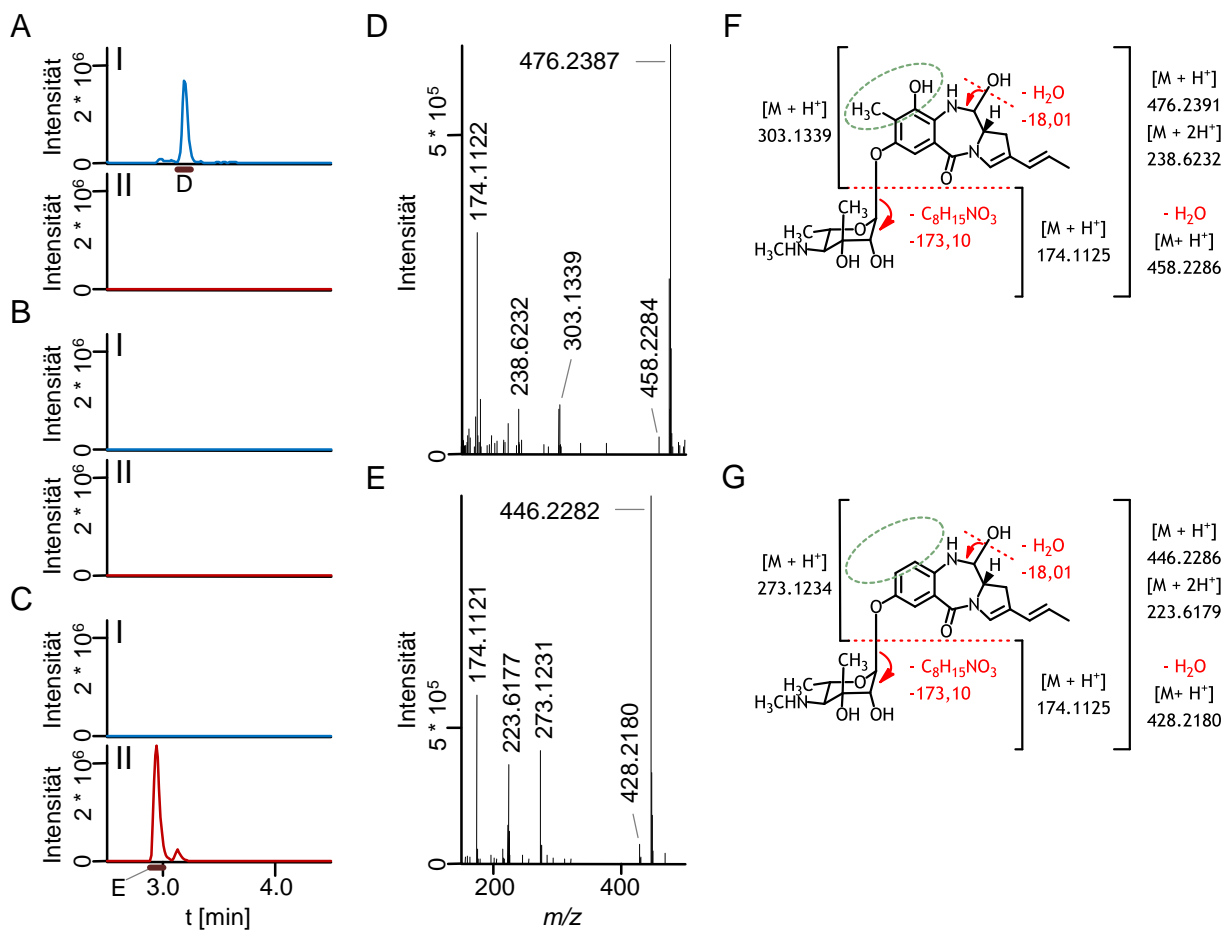 A
I
Intensität
2 * 10⁶
0
D
II
Intensität
2 * 10⁶
0
B
I
Intensität
2 * 10⁶
0
II
Intensität
2 * 10⁶
0
C
I
Intensität
2 * 10⁶
0
II
Intensität
2 * 10⁶
0
E
3.0
4.0
t [min]
D
Intensität
5 * 10⁵
0
174.1122
238.6232
303.1339
458.2284
476.2387
E
Intensität
5 * 10⁵
0
174.1121
223.6177
273.1231
428.2180
446.2282
200
400
m/z
F
[M + H⁺]
303.1339
OH
H₃C
H
N
OH
- H₂O
-18,01
H
N
O
O
CH₃
H₃C
O
H₃CHN
OH
OH
- C₈H₁₅NO₃
-173,10
[M + H⁺]
174.1125
[M + H⁺]
476.2391
[M + 2H⁺]
238.6232
- H₂O
[M+ H⁺]
458.2286
G
[M + H⁺]
273.1234
H
N
OH
- H₂O
-18,01
H
N
O
O
CH₃
H₃C
O
H₃CHN
OH
OH
- C₈H₁₅NO₃
-173,10
[M + H⁺]
174.1125
[M + H⁺]
446.2286
[M + 2H⁺]
223.6179
- H₂O
[M+ H⁺]
428.2180